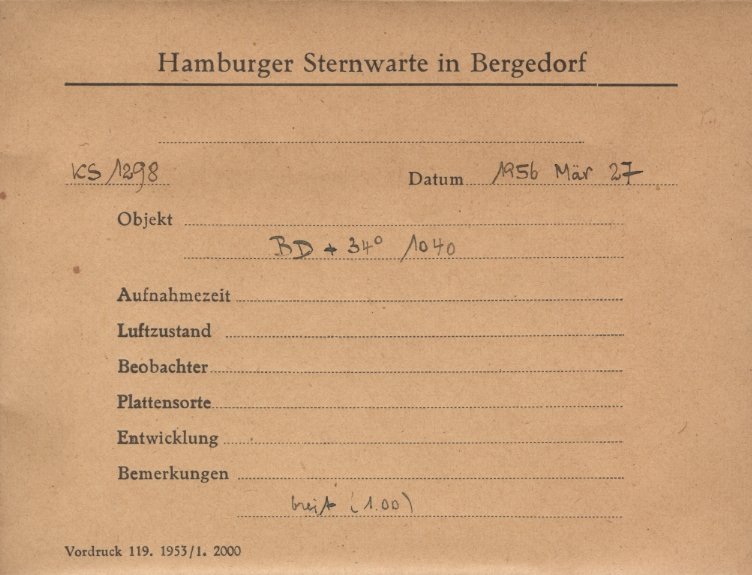 Hamburger Sternwarte in Bergedorf
KS 1298 Datum 1956 Mär 27
Objekt
BD + 34° 1040
Aufnahmezeit
Luftzustand
Beobachter
Plattensorte
Entwicklung
Bemerkungen
breit (1.00)
Vordruck 119. 1953/1. 2000